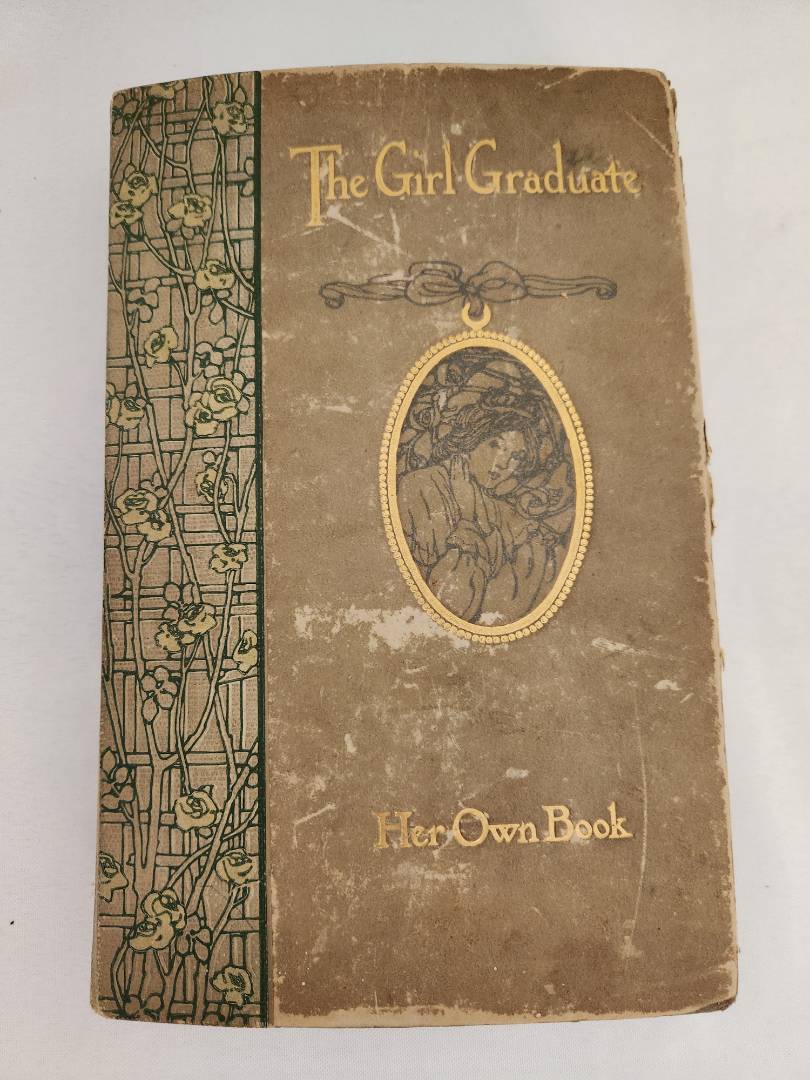 The Girl Graduate
Her Own Book